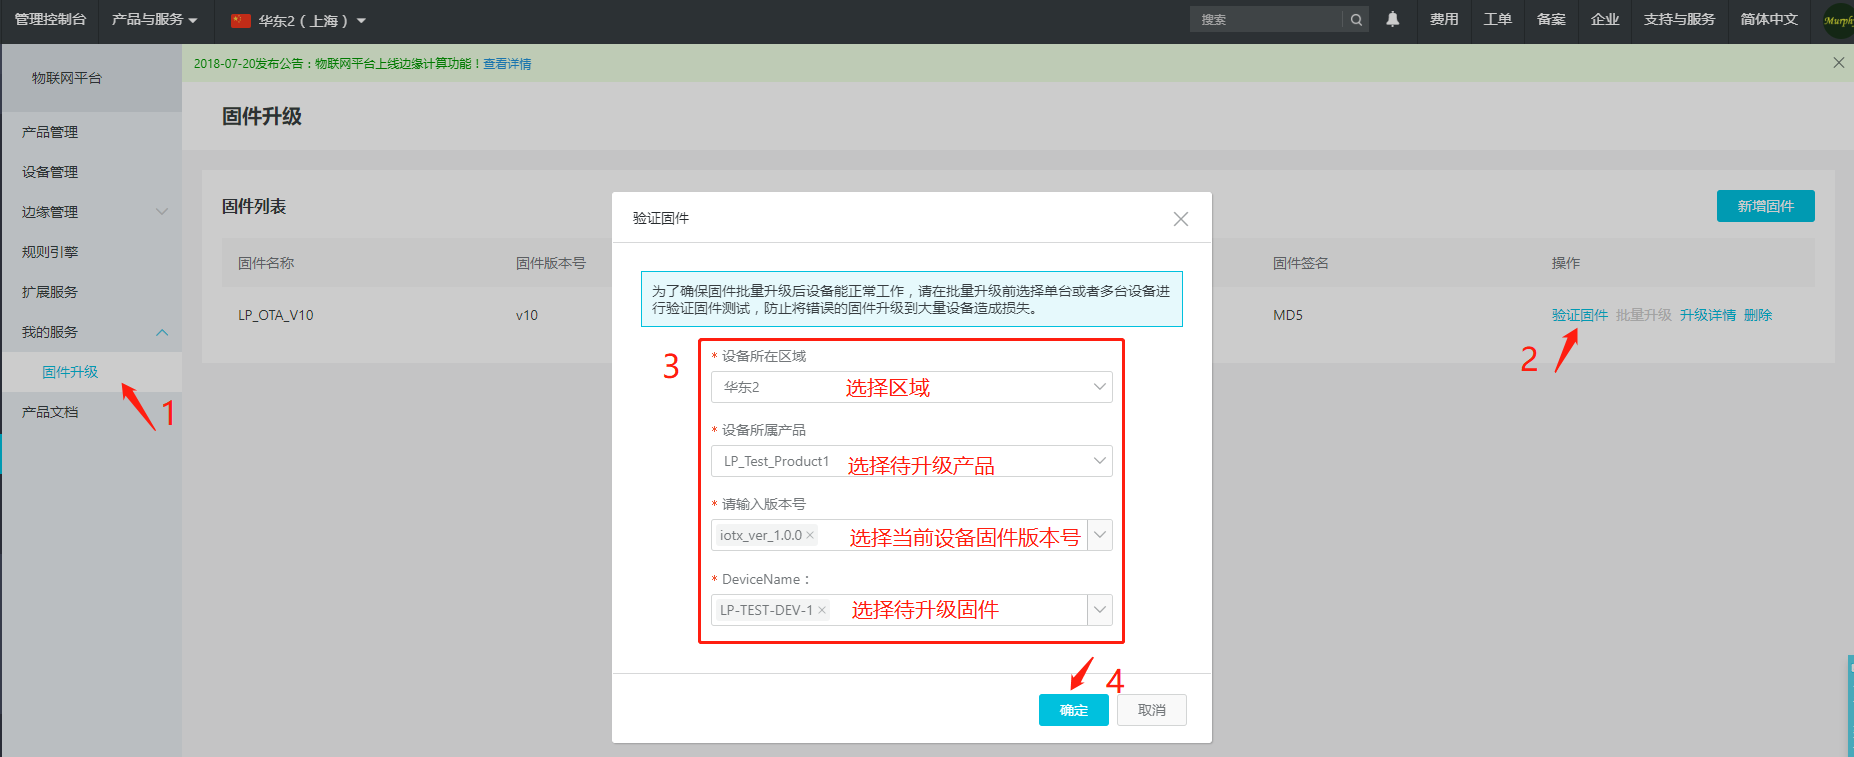 管理控制台 产品与服务 华东2（上海） 搜索 费用 工单 备案 企业 支持与服务 简体中文 Murphy
物联网平台
2018-07-20发布公告：物联网平台上线边缘计算功能！查看详情
固件升级
产品管理
设备管理
边缘管理
规则引擎
扩展服务
我的服务
固件升级
产品文档
1
固件列表
新增固件
固件名称 固件版本号 固件签名 操作
LP_OTA_V10 v10 MD5 验证固件 批量升级 升级详情 删除
2
验证固件
为了确保固件批量升级后设备能正常工作，请在批量升级前选择单台或者多台设备进
行验证固件测试，防止将错误的固件升级到大量设备造成损失。
3
* 设备所在区域
华东2 选择区域
* 设备所属产品
LP_Test_Product1 选择待升级产品
* 请输入版本号
iotx_ver_1.0.0 × 选择当前设备固件版本号
* DeviceName：
LP-TEST-DEV-1 × 选择待升级固件
4
确定 取消